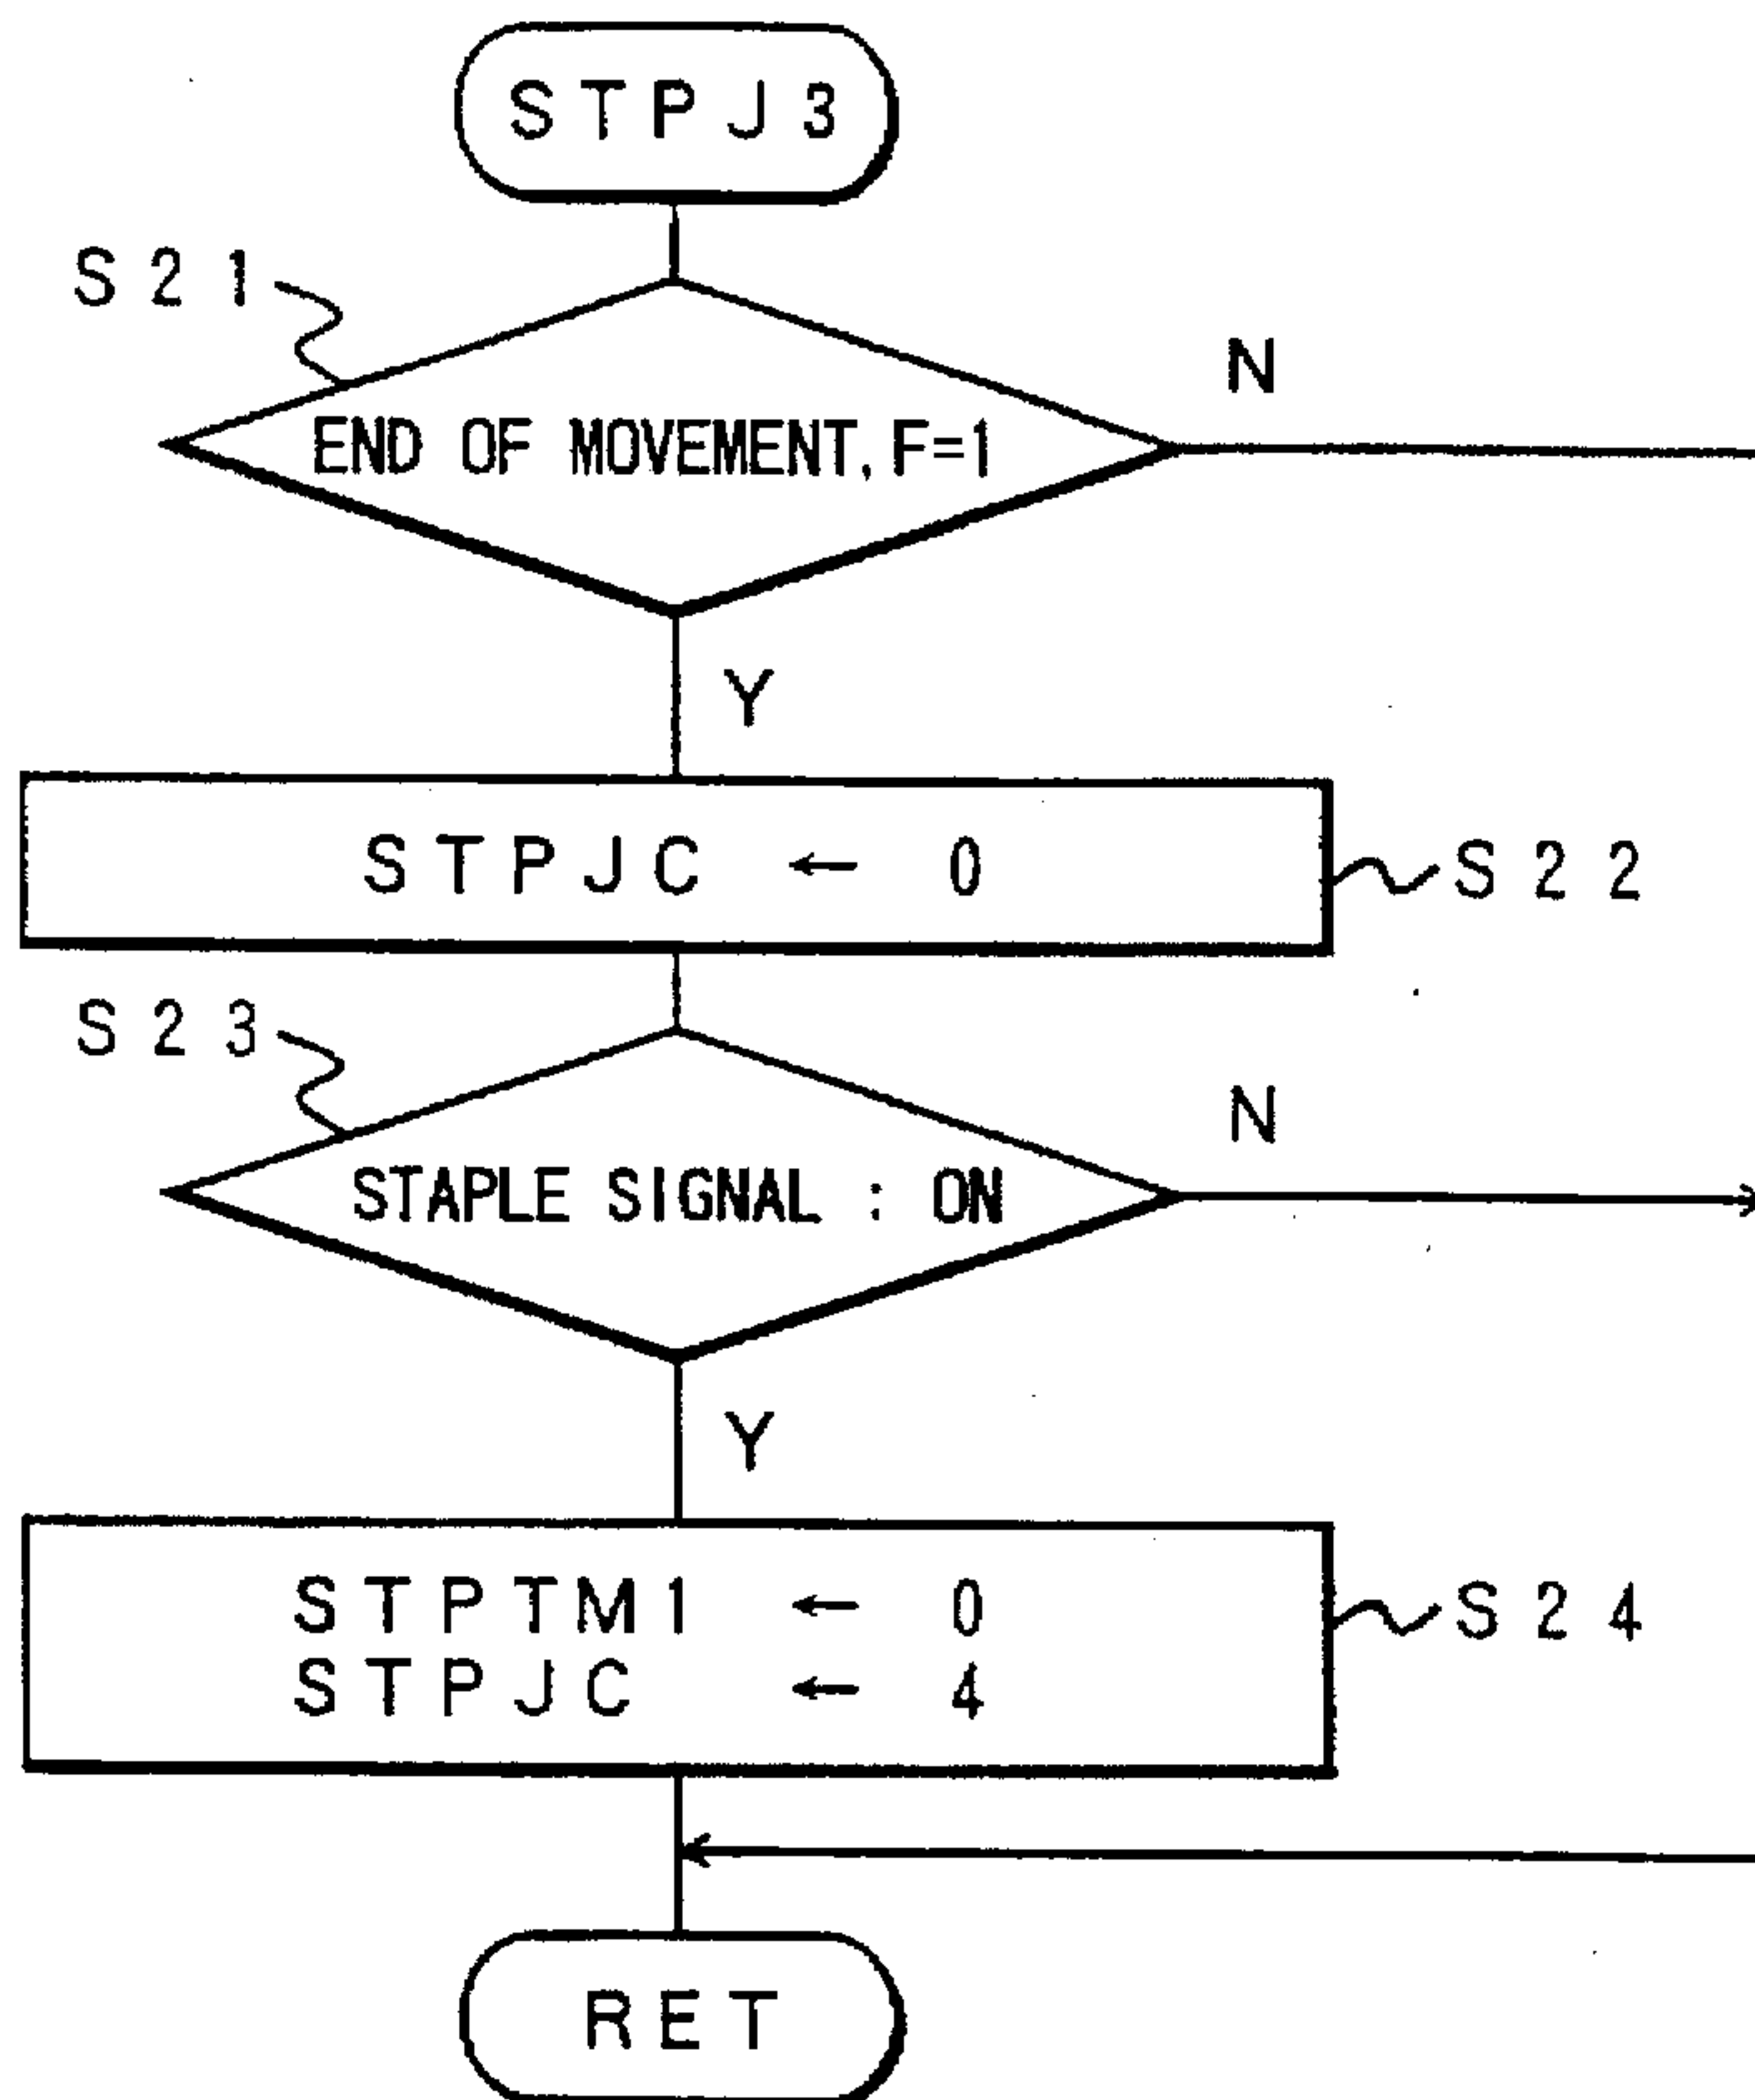 STPJ3
S21
N
END OF MOVEMENT, F=1
Y
STPJC ← 0
S22
S23
N
STAPLE SIGNAL : ON
Y
STPTM1 ← 0
S24
STPJC ← 4
RET